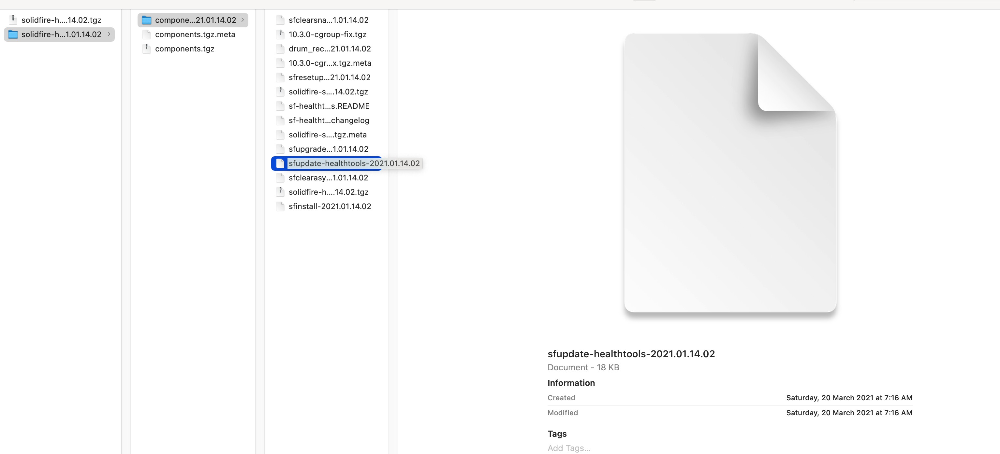 solidfire-h....14.02.tgz
solidfire-h...1.01.14.02
compone...21.01.14.02
components.tgz.meta
components.tgz
sfclearsna...1.01.14.02
10.3.0-cgroup-fix.tgz
drum_rec...21.01.14.02
10.3.0-cgr...x.tgz.meta
sfresetup...21.01.14.02
solidfire-s....14.02.tgz
sf-healtht...s.README
sf-healtht...changelog
solidfire-s....tgz.meta
sfupgrade...1.01.14.02
sfupdate-healthtools-2021.01.14.02
sfclearasy...1.01.14.02
solidfire-h....14.02.tgz
sfinstall-2021.01.14.02
sfupdate-healthtools-2021.01.14.02
Document - 18 KB
Information
Created Saturday, 20 March 2021 at 7:16 AM
Modified Saturday, 20 March 2021 at 7:16 AM
Tags
Add Tags...